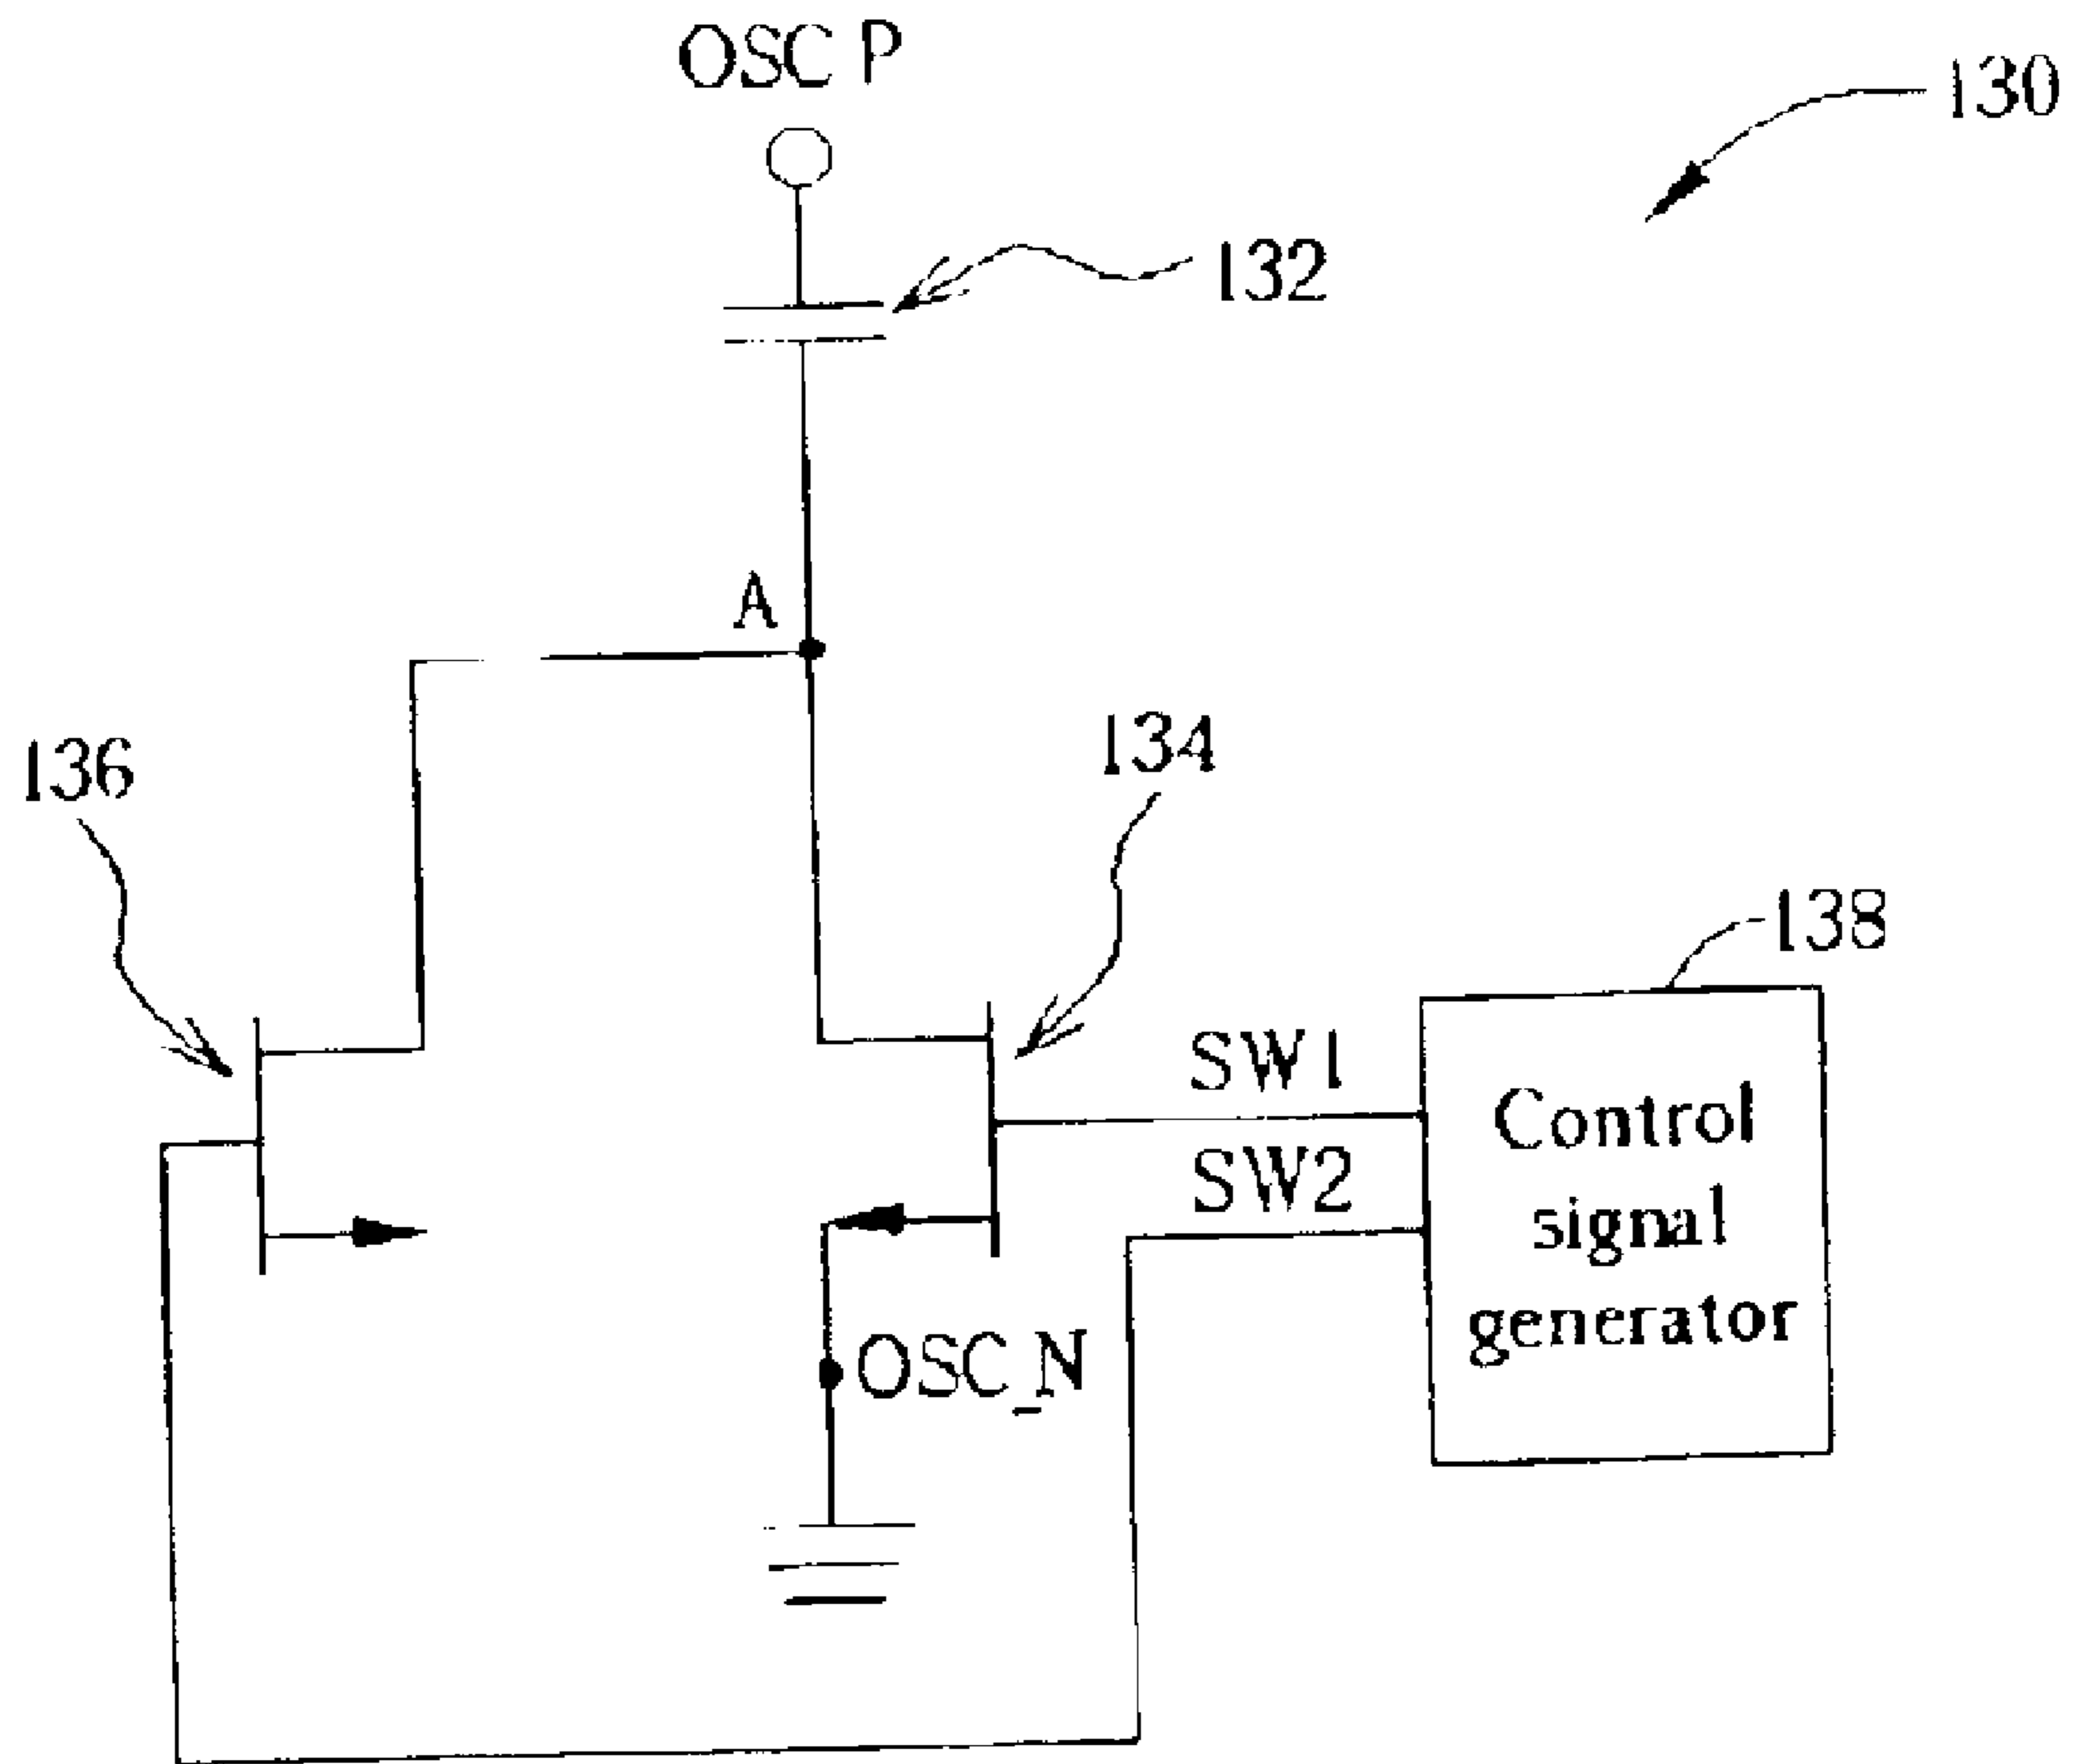 OSC P
130
132
A
136
134
138
SW1
SW2
Control
signal
generator
OSC_N